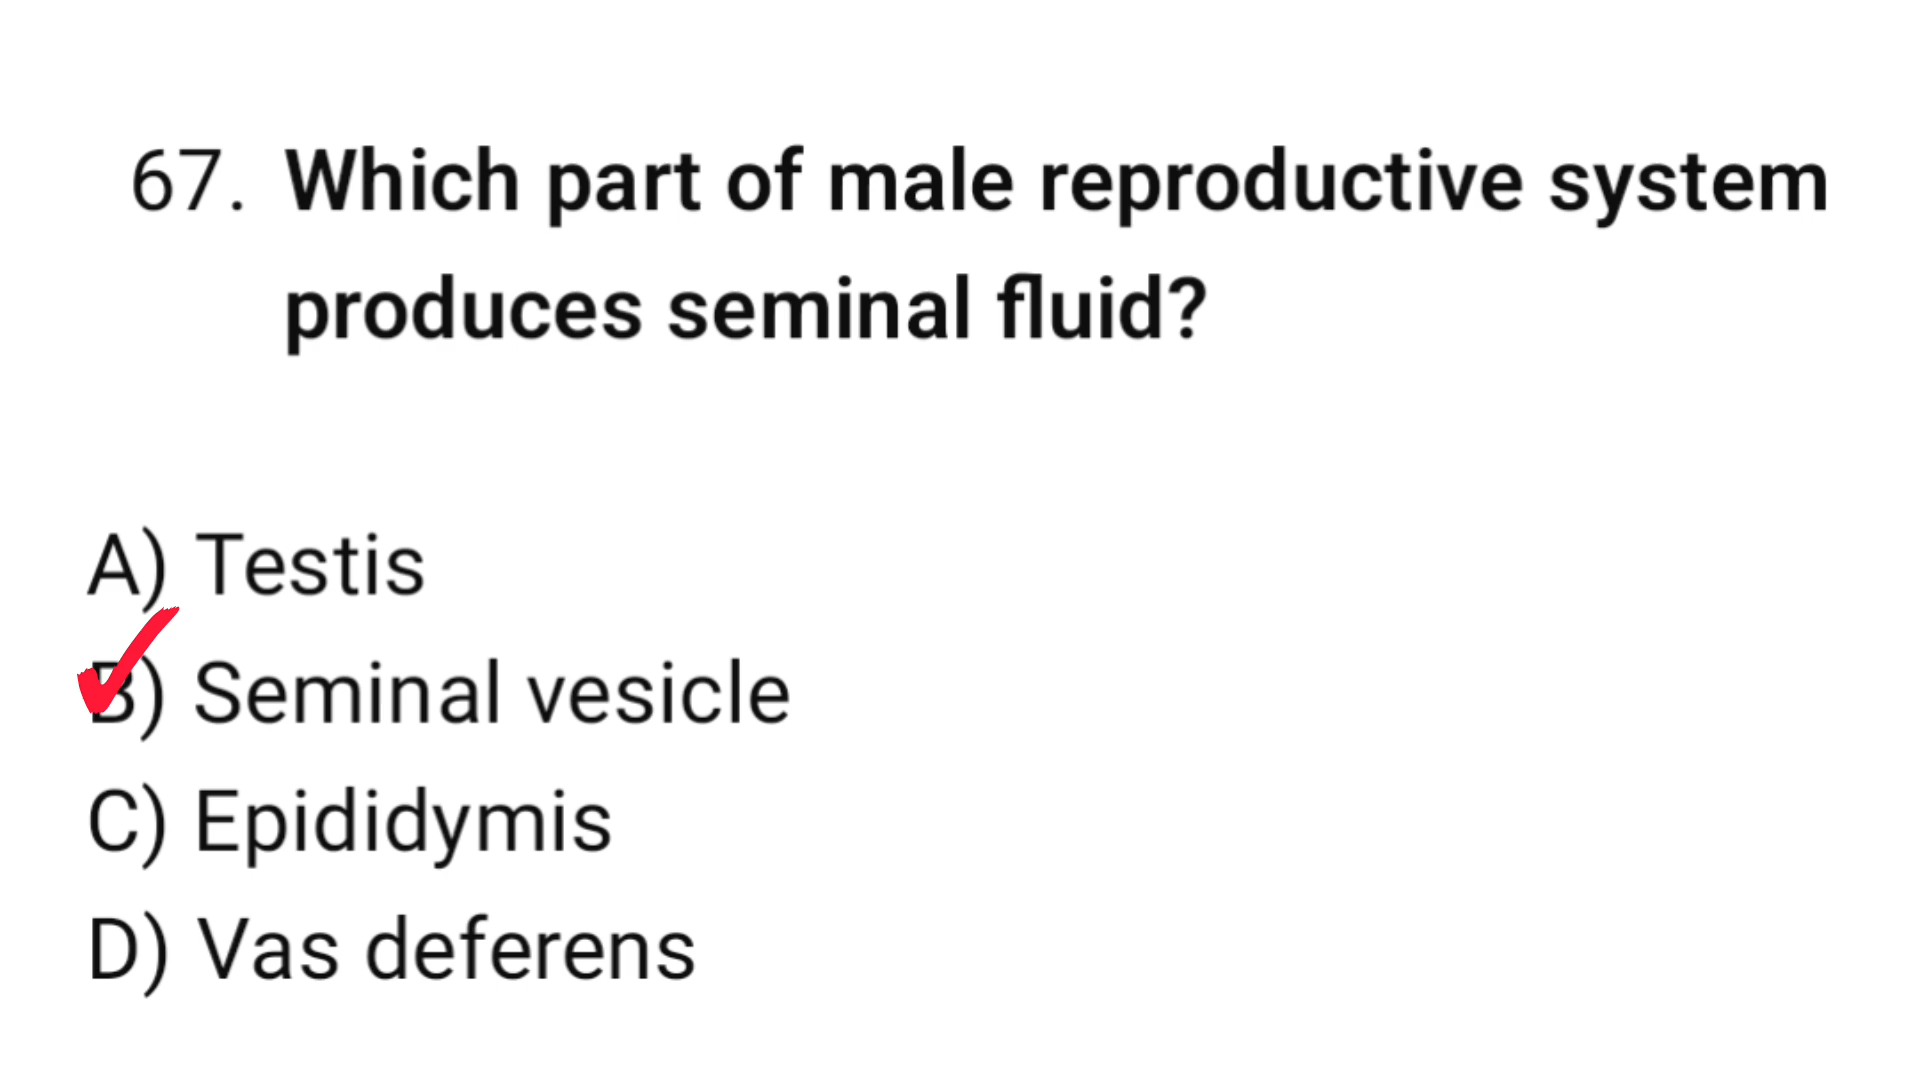 67. Which part of male reproductive system
produces seminal fluid?
A) Testis
B) Seminal vesicle
C) Epididymis
D) Vas deferens